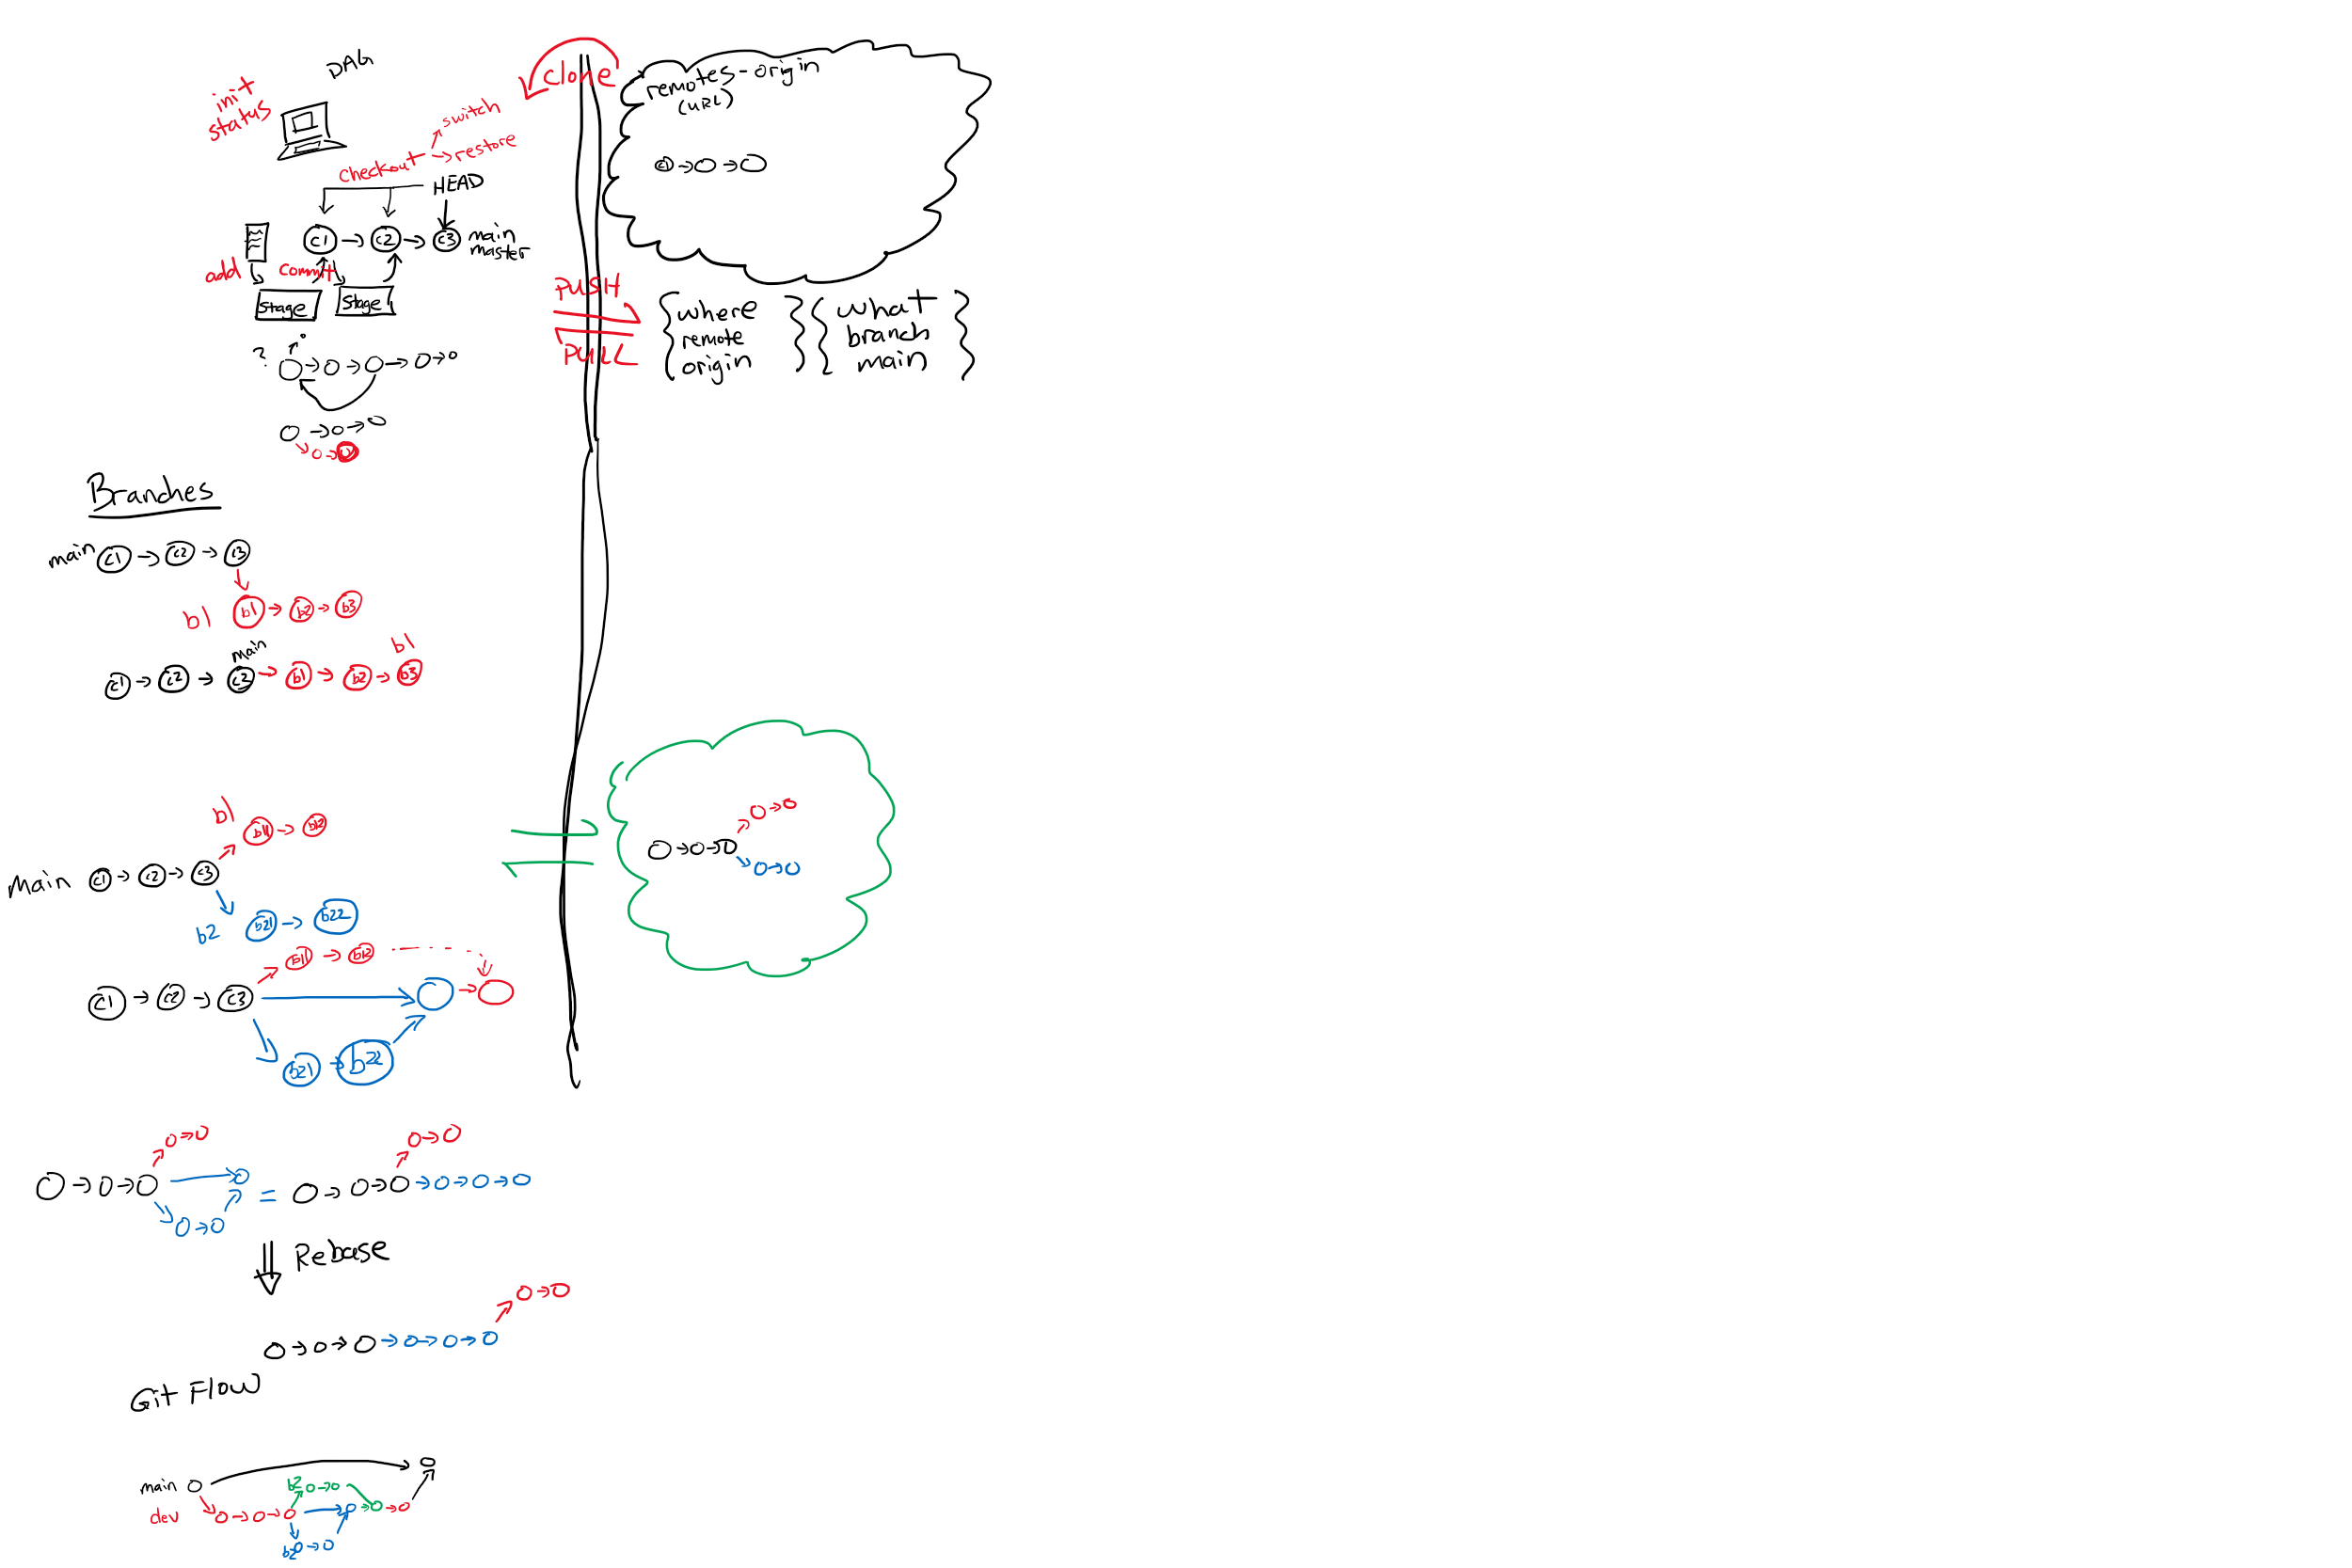 DAG
init
status
clone
remotes - origin
(URL)
switch
checkout
restore
HEAD
c1
c1
c2
c3
main
master
add
commit
stage
stage
PUSH
PULL
where
remote
origin
what
branch
main
?
Branches
main
c1
c2
c3
b1
b1
b2
b3
main
b1
c1
c2
c2
b1
b2
b3
b1
b11
b12
Main
c1
c2
c3
b2
b21
b22
b11
b12
c1
c2
c3
b21
b22
=
Rebase
Git Flow
main
b2
dev
b2